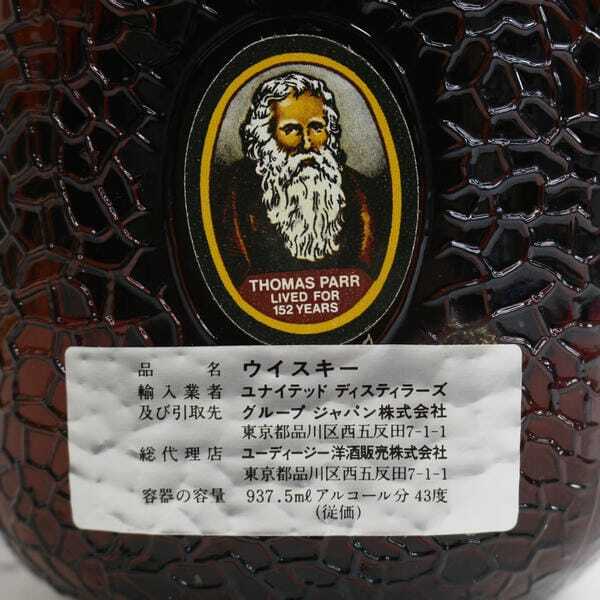 THOMAS PARR
LIVED FOR
152 YEARS
品名 ウイスキー
輸入業者 ユナイテッド ディスティラーズ
及び引取先 グループ ジャパン株式会社
東京都品川区西五反田7-1-1
総代理店 ユーディージー洋酒販売株式会社
東京都品川区西五反田7-1-1
容器の容量 937.5mℓ アルコール分 43度
(従価)